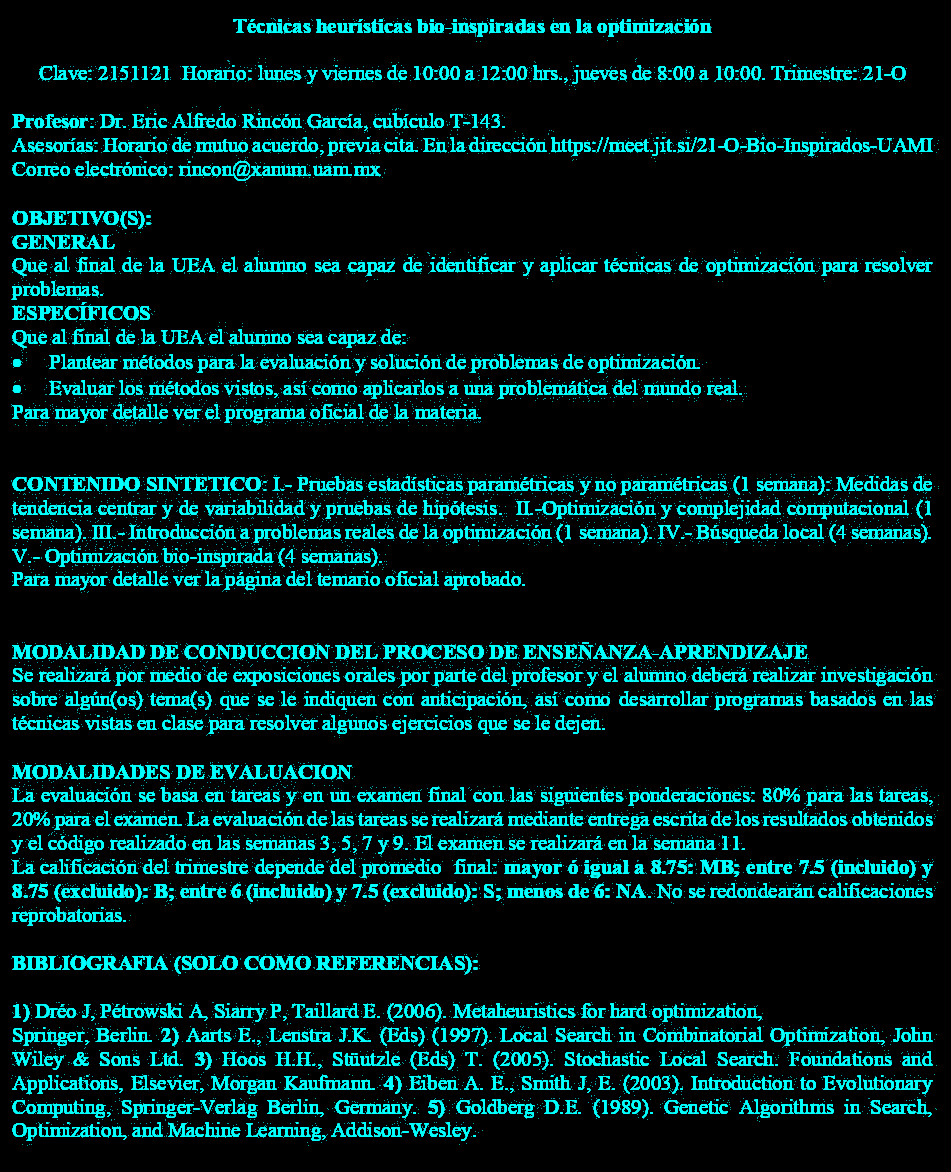 Técnicas heurísticas bio-inspiradas en la optimización
Clave: 2151121 Horario: lunes y viernes de 10:00 a 12:00 hrs., jueves de 8:00 a 10:00. Trimestre: 21-O
Profesor: Dr. Eric Alfredo Rincón García, cubículo T-143.
Asesorías: Horario de mutuo acuerdo, previa cita. En la dirección https://meet.jit.si/21-O-Bio-Inspirados-UAMI
Correo electrónico: rincon@xanum.uam.mx
OBJETIVO(S):
GENERAL
Que al final de la UEA el alumno sea capaz de identificar y aplicar técnicas de optimización para resolver
problemas.
ESPECÍFICOS
Que al final de la UEA el alumno sea capaz de:
• Plantear métodos para la evaluación y solución de problemas de optimización.
• Evaluar los métodos vistos, así como aplicarlos a una problemática del mundo real.
Para mayor detalle ver el programa oficial de la materia.
CONTENIDO SINTETICO: I.- Pruebas estadísticas paramétricas y no paramétricas (1 semana): Medidas de
tendencia centrar y de variabilidad y pruebas de hipótesis. II.-Optimización y complejidad computacional (1
semana). III.- Introducción a problemas reales de la optimización (1 semana). IV.- Búsqueda local (4 semanas).
V.- Optimización bio-inspirada (4 semanas).
Para mayor detalle ver la página del temario oficial aprobado.
MODALIDAD DE CONDUCCION DEL PROCESO DE ENSEÑANZA-APRENDIZAJE
Se realizará por medio de exposiciones orales por parte del profesor y el alumno deberá realizar investigación
sobre algún(os) tema(s) que se le indiquen con anticipación, así como desarrollar programas basados en las
técnicas vistas en clase para resolver algunos ejercicios que se le dejen.
MODALIDADES DE EVALUACION
La evaluación se basa en tareas y en un examen final con las siguientes ponderaciones: 80% para las tareas,
20% para el examen. La evaluación de las tareas se realizará mediante entrega escrita de los resultados obtenidos
y el código realizado en las semanas 3, 5, 7 y 9. El examen se realizará en la semana 11.
La calificación del trimestre depende del promedio final: mayor ó igual a 8.75: MB; entre 7.5 (incluido) y
8.75 (excluido): B; entre 6 (incluido) y 7.5 (excluido): S; menos de 6: NA. No se redondearán calificaciones
reprobatorias.
BIBLIOGRAFIA (SOLO COMO REFERENCIAS):
1) Dréo J, Pétrowski A, Siarry P, Taillard E. (2006). Metaheuristics for hard optimization,
Springer, Berlin. 2) Aarts E., Lenstra J.K. (Eds) (1997). Local Search in Combinatorial Optimization, John
Wiley & Sons Ltd. 3) Hoos H.H., Stüutzle (Eds) T. (2005). Stochastic Local Search. Foundations and
Applications, Elsevier, Morgan Kaufmann. 4) Eiben A. E., Smith J. E. (2003). Introduction to Evolutionary
Computing, Springer-Verlag Berlin, Germany. 5) Goldberg D.E. (1989). Genetic Algorithms in Search,
Optimization, and Machine Learning, Addison-Wesley.